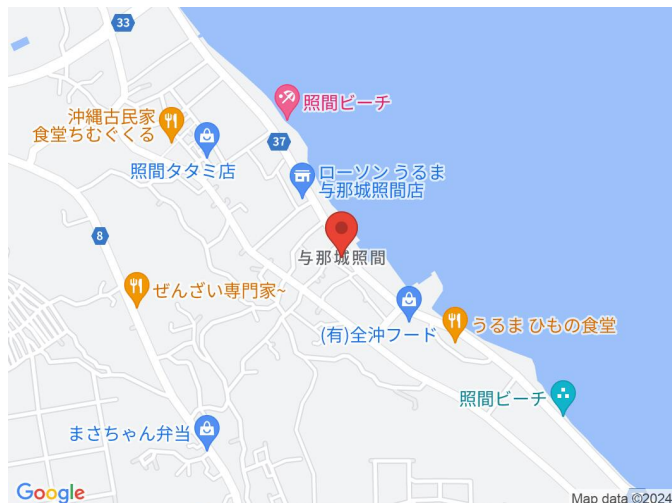 33
照間ビーチ
沖縄古民家
食堂ちむぐくる
37
照間タタミ店
ローソン うるま
与那城照間店
8
与那城照間
ぜんざい専門家~
(有)全沖フード
うるま ひもの食堂
照間ビーチ
まさちゃん弁当
Google
Map data ©2024